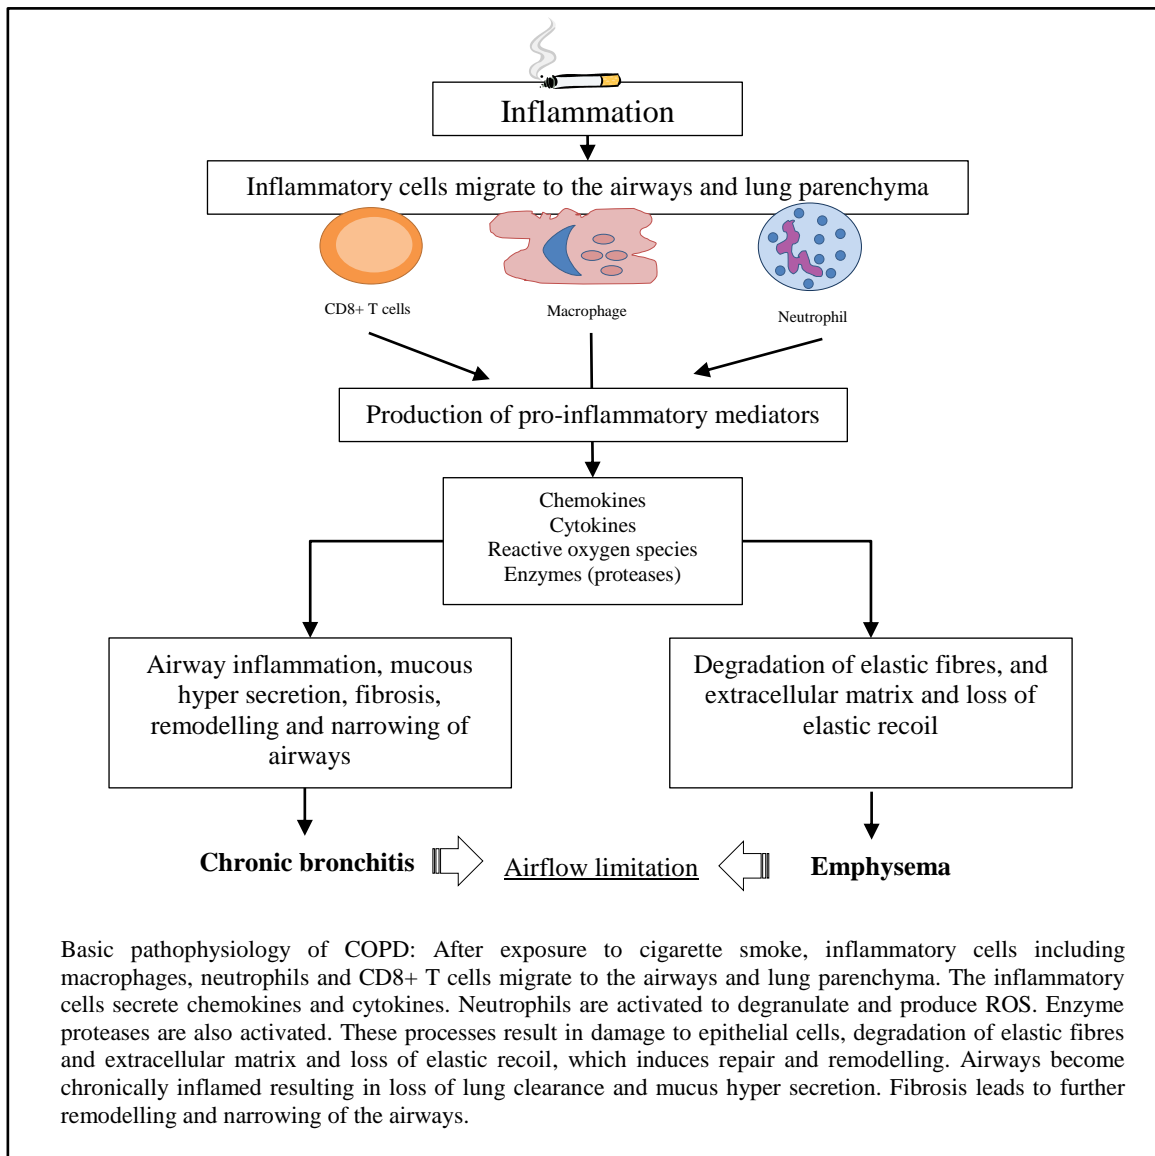 Inflammation
Inflammatory cells migrate to the airways and lung parenchyma
CD8+ T cells
Macrophage
Neutrophil
Production of pro-inflammatory mediators
Chemokines
Cytokines
Reactive oxygen species
Enzymes (proteases)
Airway inflammation, mucous
hyper secretion, fibrosis,
remodelling and narrowing of
airways
Degradation of elastic fibres, and
extracellular matrix and loss of
elastic recoil
Chronic bronchitis
Airflow limitation
Emphysema
Basic pathophysiology of COPD: After exposure to cigarette smoke, inflammatory cells including
macrophages, neutrophils and CD8+ T cells migrate to the airways and lung parenchyma. The inflammatory
cells secrete chemokines and cytokines. Neutrophils are activated to degranulate and produce ROS. Enzyme
proteases are also activated. These processes result in damage to epithelial cells, degradation of elastic fibres
and extracellular matrix and loss of elastic recoil, which induces repair and remodelling. Airways become
chronically inflamed resulting in loss of lung clearance and mucus hyper secretion. Fibrosis leads to further
remodelling and narrowing of the airways.